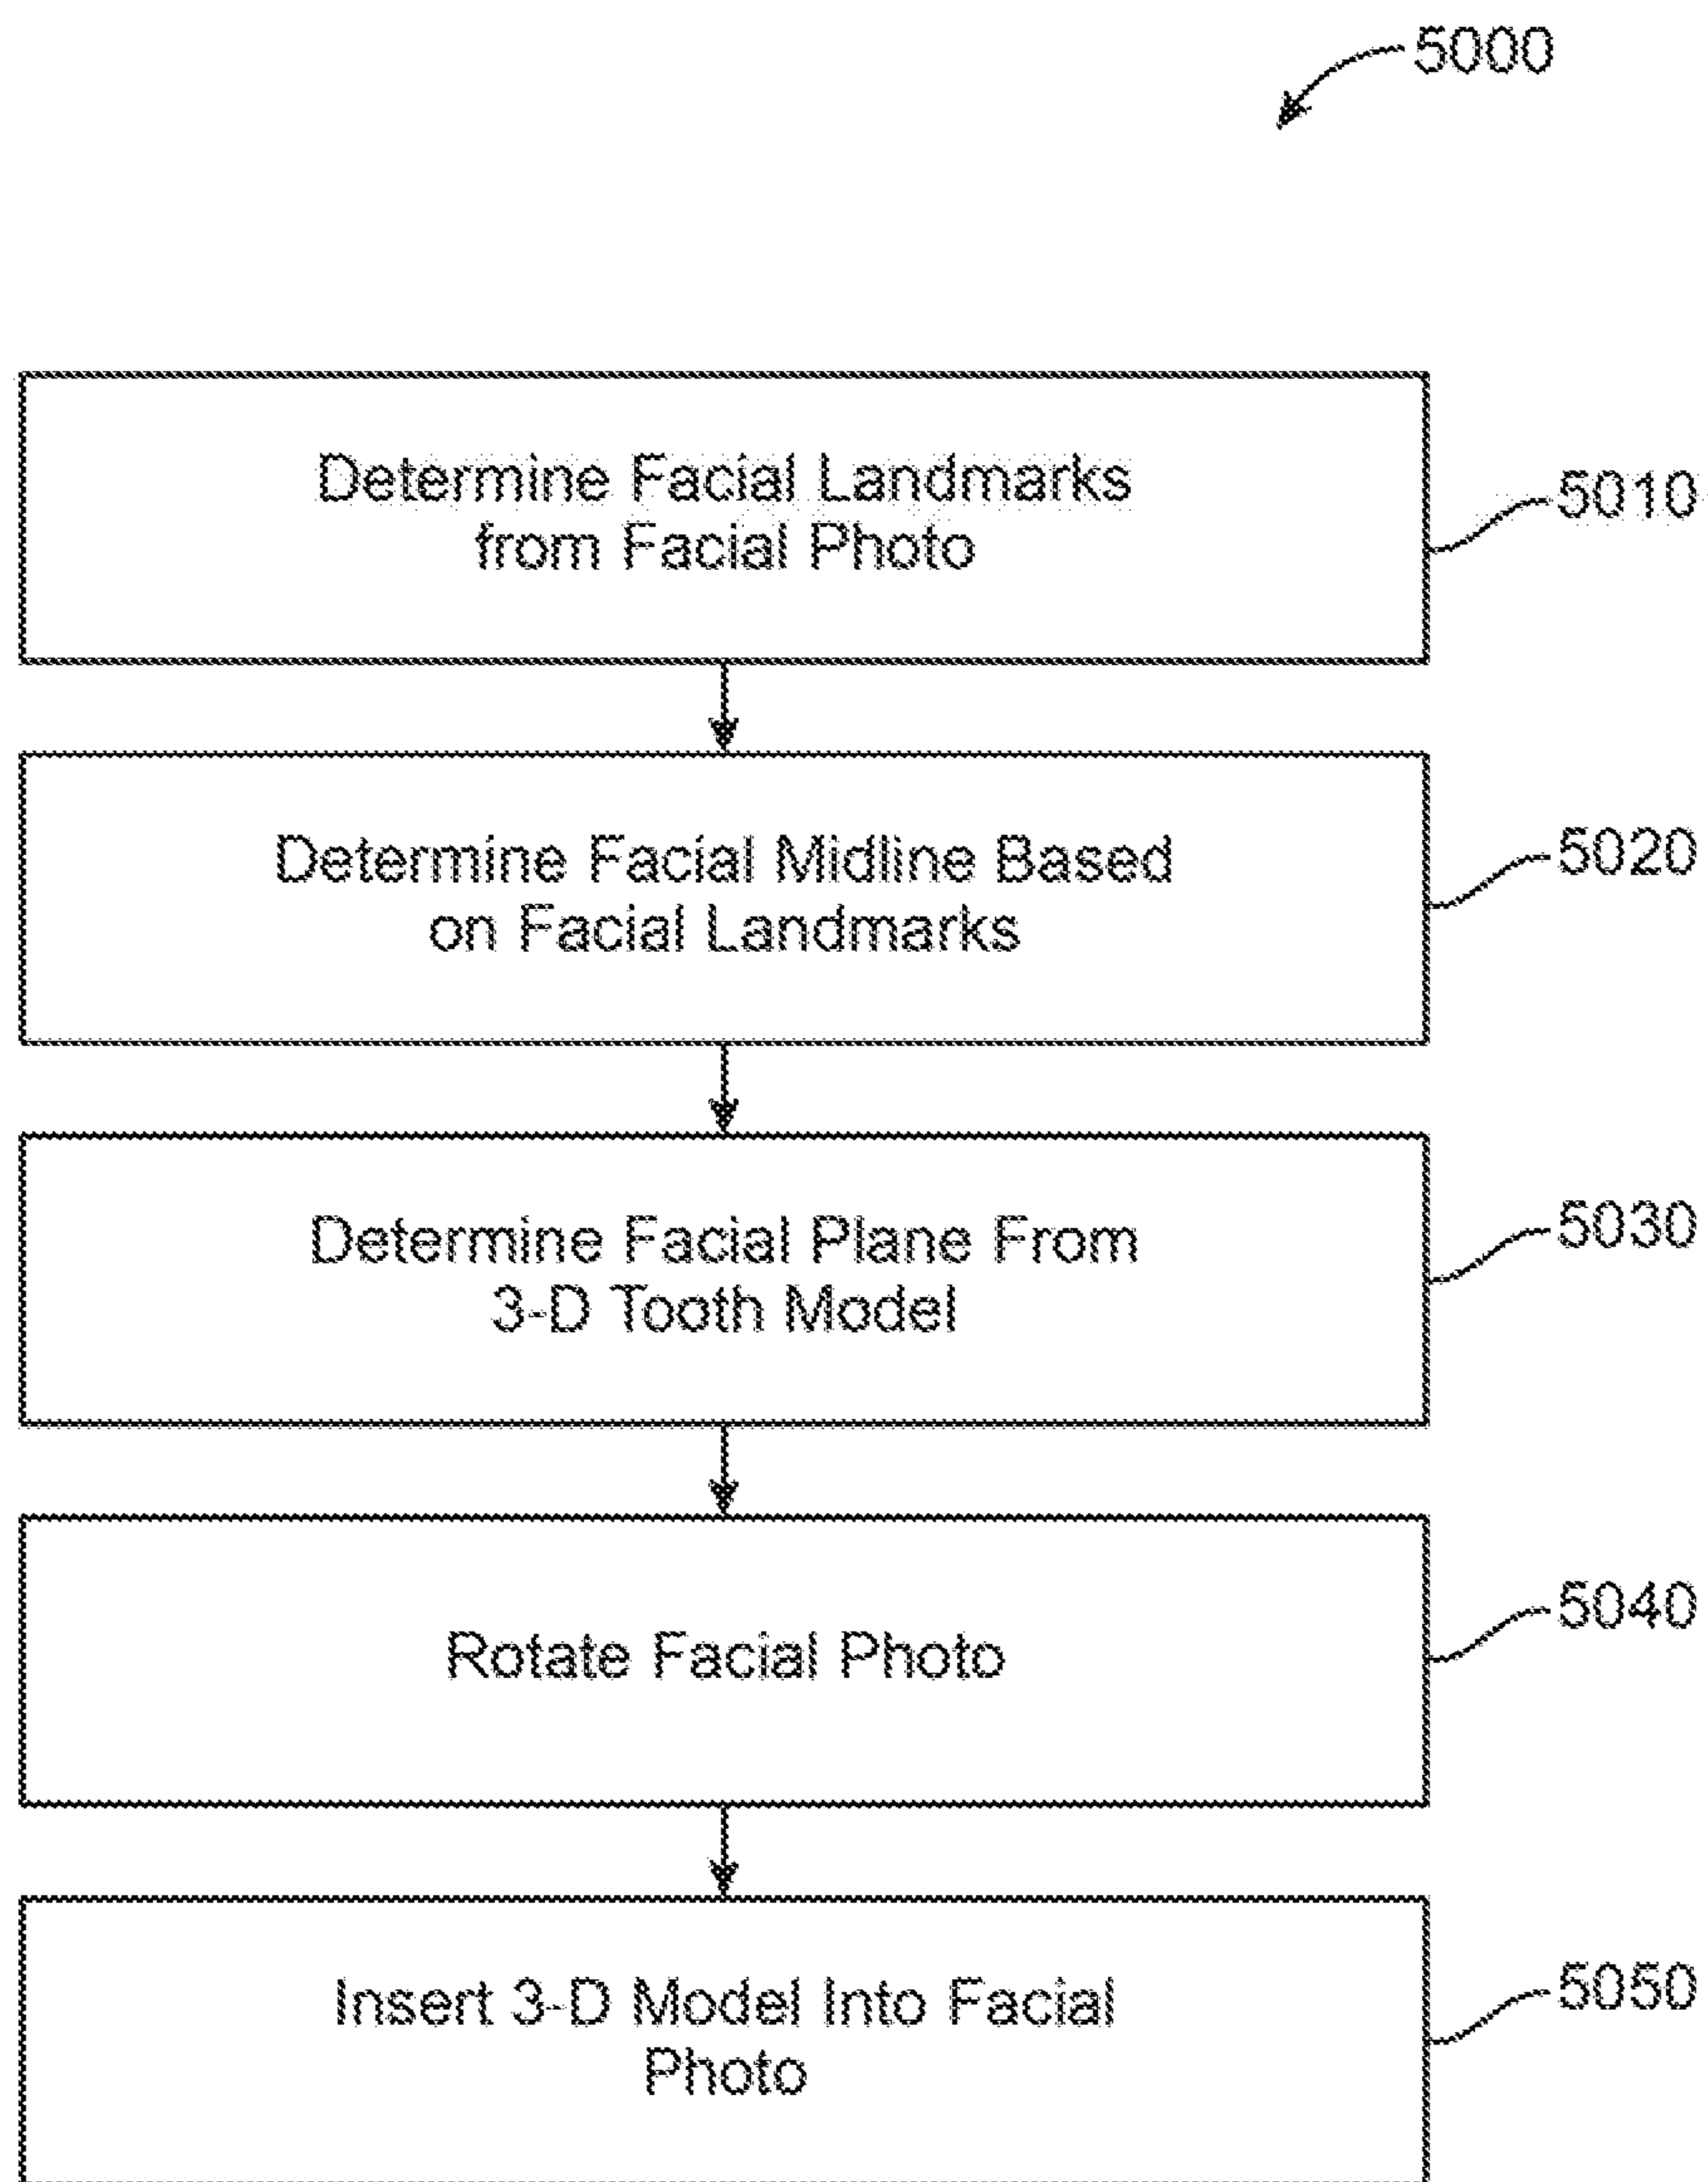 5000
Determine Facial Landmarks
from Facial Photo
5010
Determine Facial Midline Based
on Facial Landmarks
5020
Determine Facial Plane From
3-D Tooth Model
5030
Rotate Facial Photo
5040
Insert 3-D Model Into Facial
Photo
5050